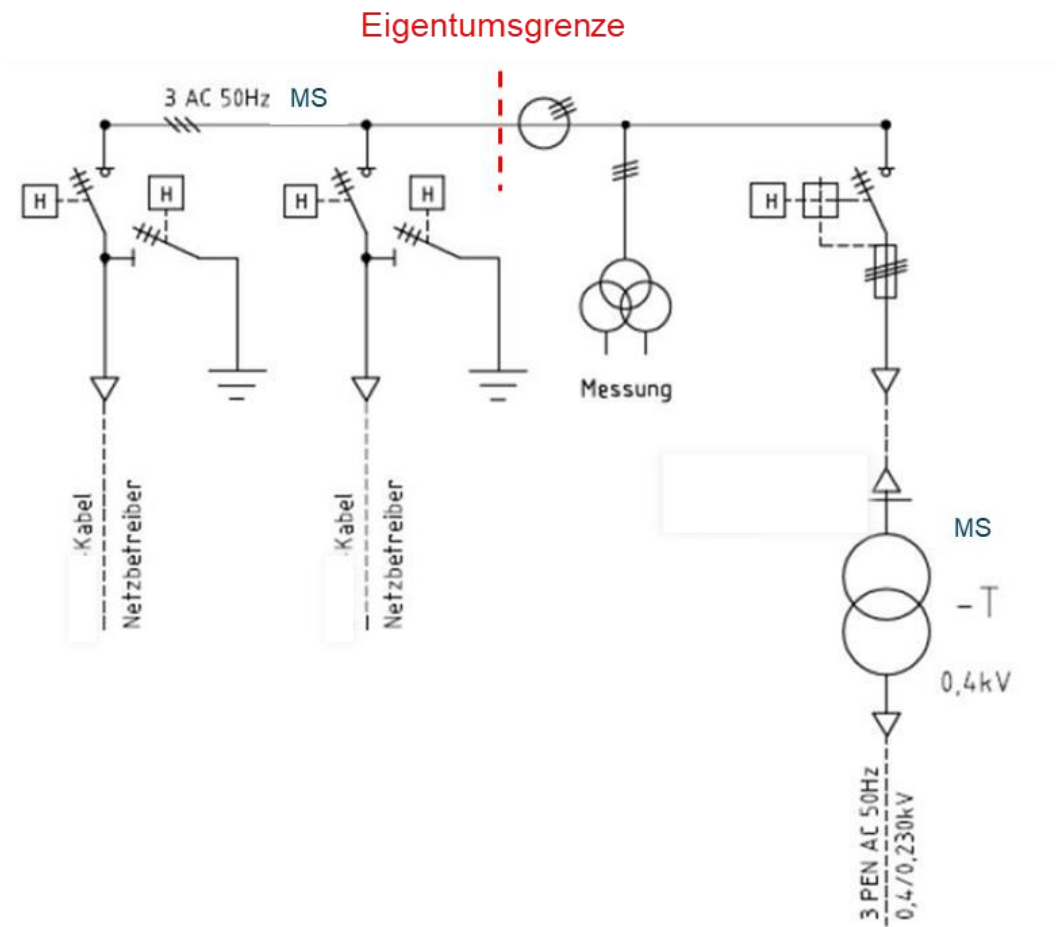 Eigentumsgrenze
3 AC 50Hz MS
H
H
H
H
H
Messung
-Kabel
Netzbetreiber
-Kabel
Netzbetreiber
MS
-T
0,4kV
3 PEN AC 50Hz
0,4/0,230kV